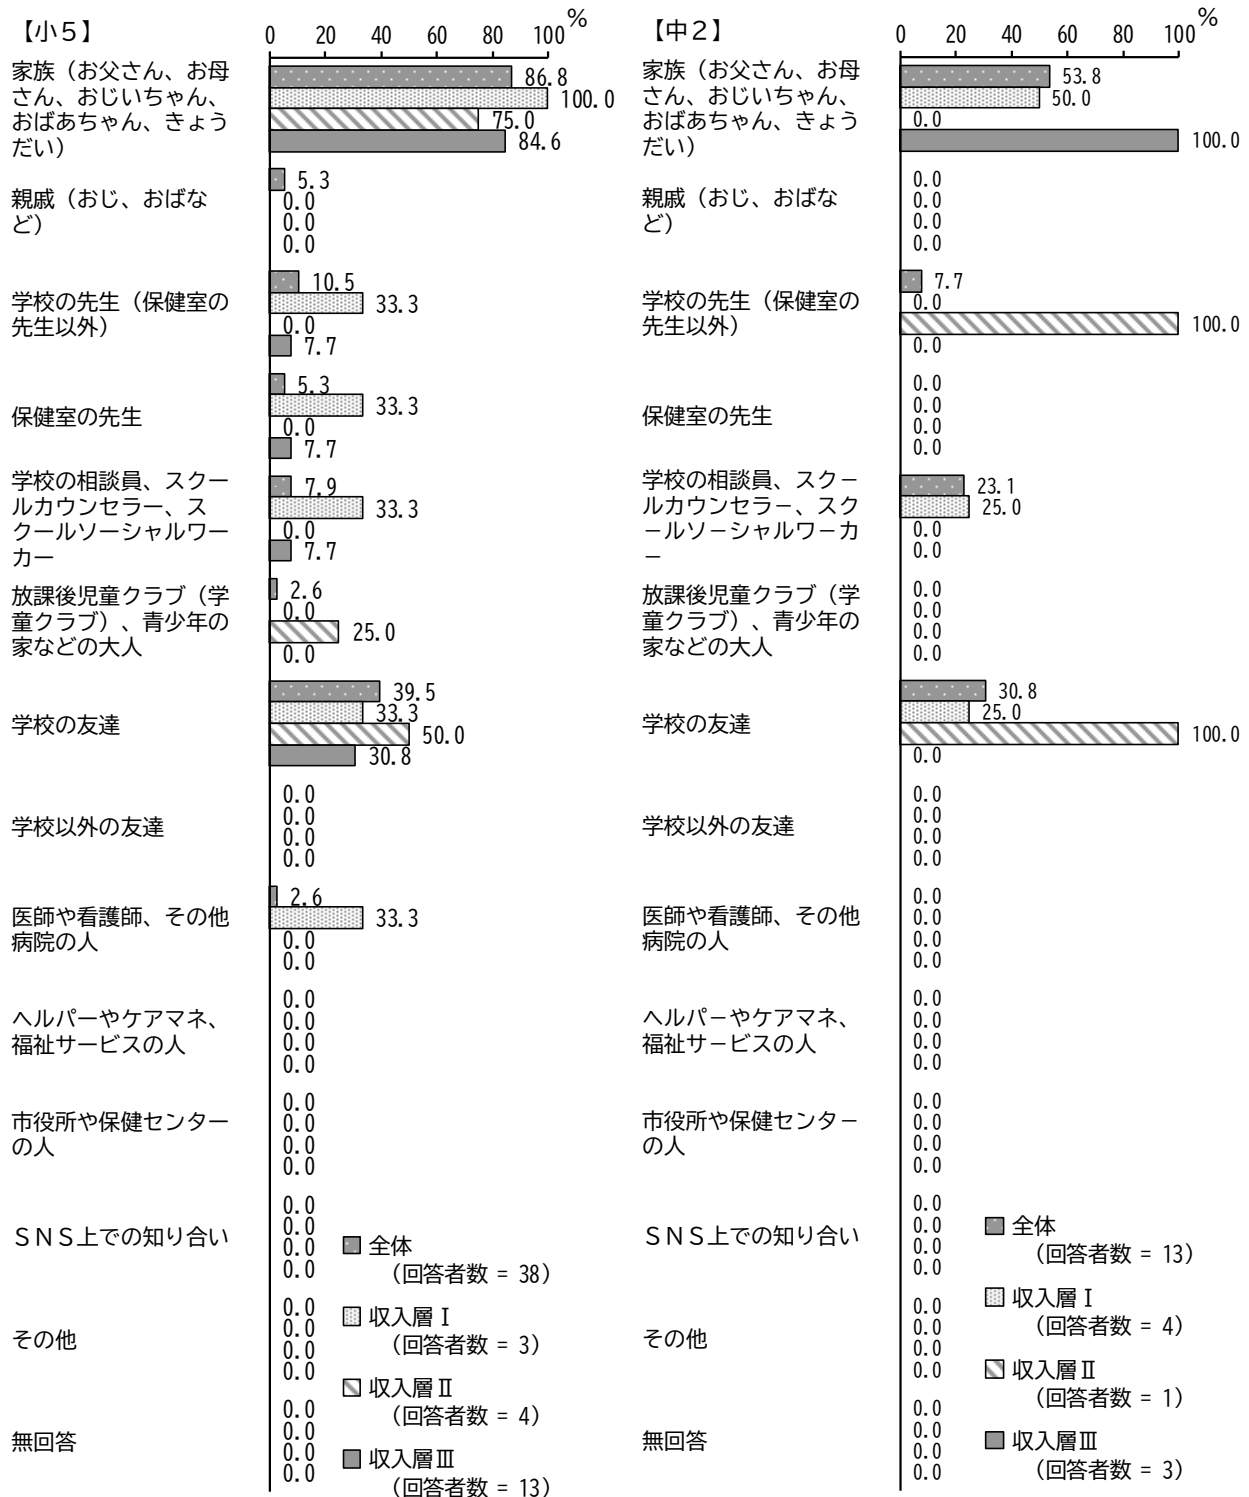 【小５】
0 20 40 60 80 100 %
家族（お父さん、お母
さん、おじいちゃん、
おばあちゃん、きょう
だい）
86.8
100.0
75.0
84.6
親戚（おじ、おばな
ど）
5.3
0.0
0.0
0.0
学校の先生（保健室の
先生以外）
10.5
33.3
0.0
7.7
保健室の先生
5.3
33.3
0.0
7.7
学校の相談員、スクー
ルカウンセラー、ス
クールソーシャルワー
カー
7.9
33.3
0.0
7.7
放課後児童クラブ（学
童クラブ）、青少年の
家などの大人
2.6
0.0
25.0
0.0
学校の友達
39.5
33.3
50.0
30.8
学校以外の友達
0.0
0.0
0.0
0.0
医師や看護師、その他
病院の人
2.6
33.3
0.0
0.0
ヘルパーやケアマネ、
福祉サービスの人
0.0
0.0
0.0
0.0
市役所や保健センター
の人
0.0
0.0
0.0
0.0
ＳＮＳ上での知り合い
0.0
0.0
0.0
0.0
その他
0.0
0.0
0.0
0.0
無回答
0.0
0.0
0.0
0.0
全体
（回答者数 = 38）
収入層Ⅰ
（回答者数 = 3）
収入層Ⅱ
（回答者数 = 4）
収入層Ⅲ
（回答者数 = 13）
【中２】
0 20 40 60 80 100 %
家族（お父さん、お母
さん、おじいちゃん、
おばあちゃん、きょう
だい）
53.8
50.0
0.0
100.0
親戚（おじ、おばな
ど）
0.0
0.0
0.0
0.0
学校の先生（保健室の
先生以外）
7.7
0.0
100.0
0.0
保健室の先生
0.0
0.0
0.0
0.0
学校の相談員、スクー
ルカウンセラー、スク
ールソーシャルワーカ
ー
23.1
25.0
0.0
0.0
放課後児童クラブ（学
童クラブ）、青少年の
家などの大人
0.0
0.0
0.0
0.0
学校の友達
30.8
25.0
100.0
0.0
学校以外の友達
0.0
0.0
0.0
0.0
医師や看護師、その他
病院の人
0.0
0.0
0.0
0.0
ヘルパーやケアマネ、
福祉サービスの人
0.0
0.0
0.0
0.0
市役所や保健センター
の人
0.0
0.0
0.0
0.0
ＳＮＳ上での知り合い
0.0
0.0
0.0
0.0
その他
0.0
0.0
0.0
0.0
無回答
0.0
0.0
0.0
0.0
全体
（回答者数 = 13）
収入層Ⅰ
（回答者数 = 4）
収入層Ⅱ
（回答者数 = 1）
収入層Ⅲ
（回答者数 = 3）